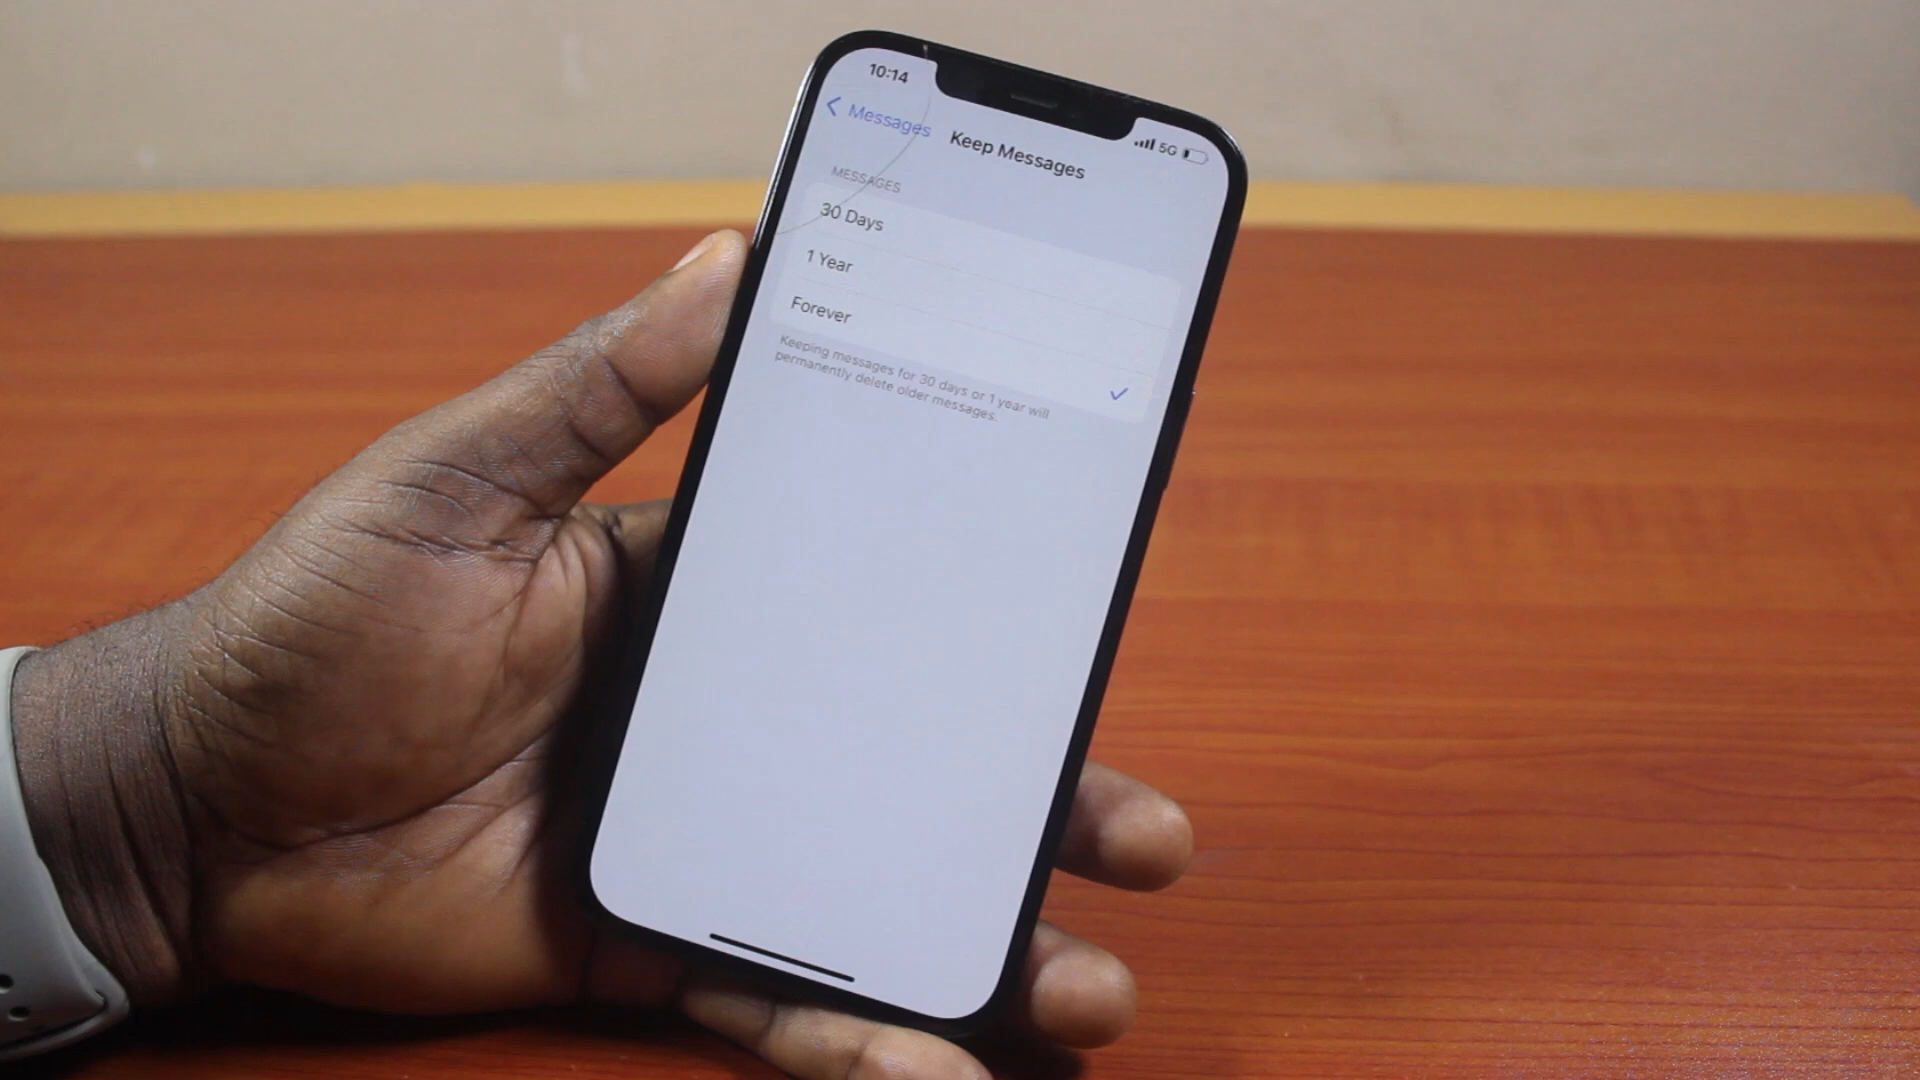 10:14
5G
Messages
Keep Messages
MESSAGES
30 Days
1 Year
Forever
Keeping messages for 30 days or 1 year will
permanently delete older messages.